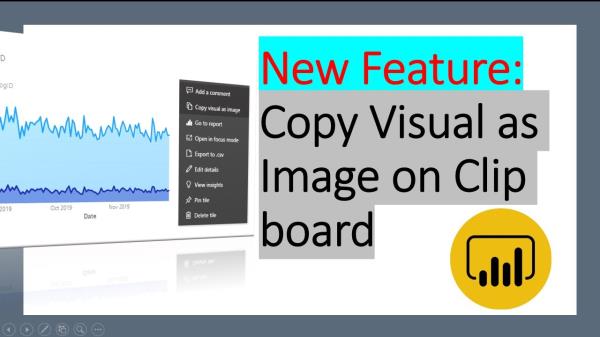 New Feature:
Copy Visual as
Image on Clip
board
Add a comment
Copy visual as image
Go to report
Open in focus mode
Export to .csv
Edit details
View insights
Pin tile
Delete tile
2019
Oct 2019
Nov 2019
Date